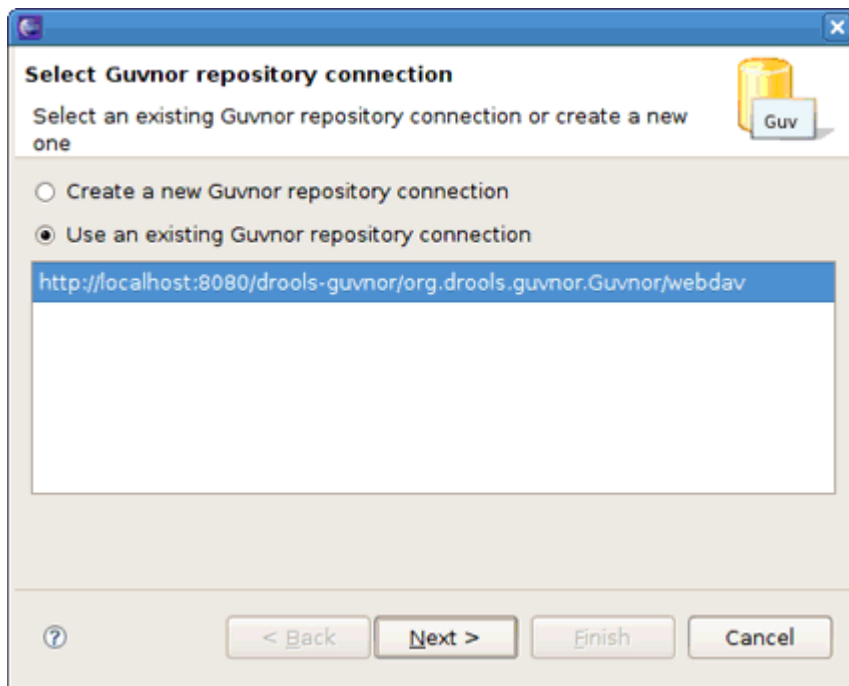 Select Guvnor repository connection
Select an existing Guvnor repository connection or create a new
one
Guv
Create a new Guvnor repository connection
Use an existing Guvnor repository connection
http://localhost:8080/drools-guvnor/org.drools.guvnor.Guvnor/webdav
? < Back Next > Finish Cancel